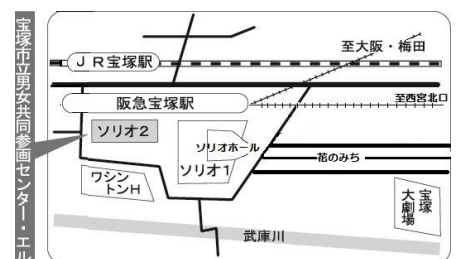 宝塚市立男女共同参画センター・エル
JR宝塚駅
至大阪・梅田
阪急宝塚駅
至西宮北口
ソリオ2
ソリオホール
ソリオ1
花のみち
ワシン
トンH
宝塚
大劇場
武庫川